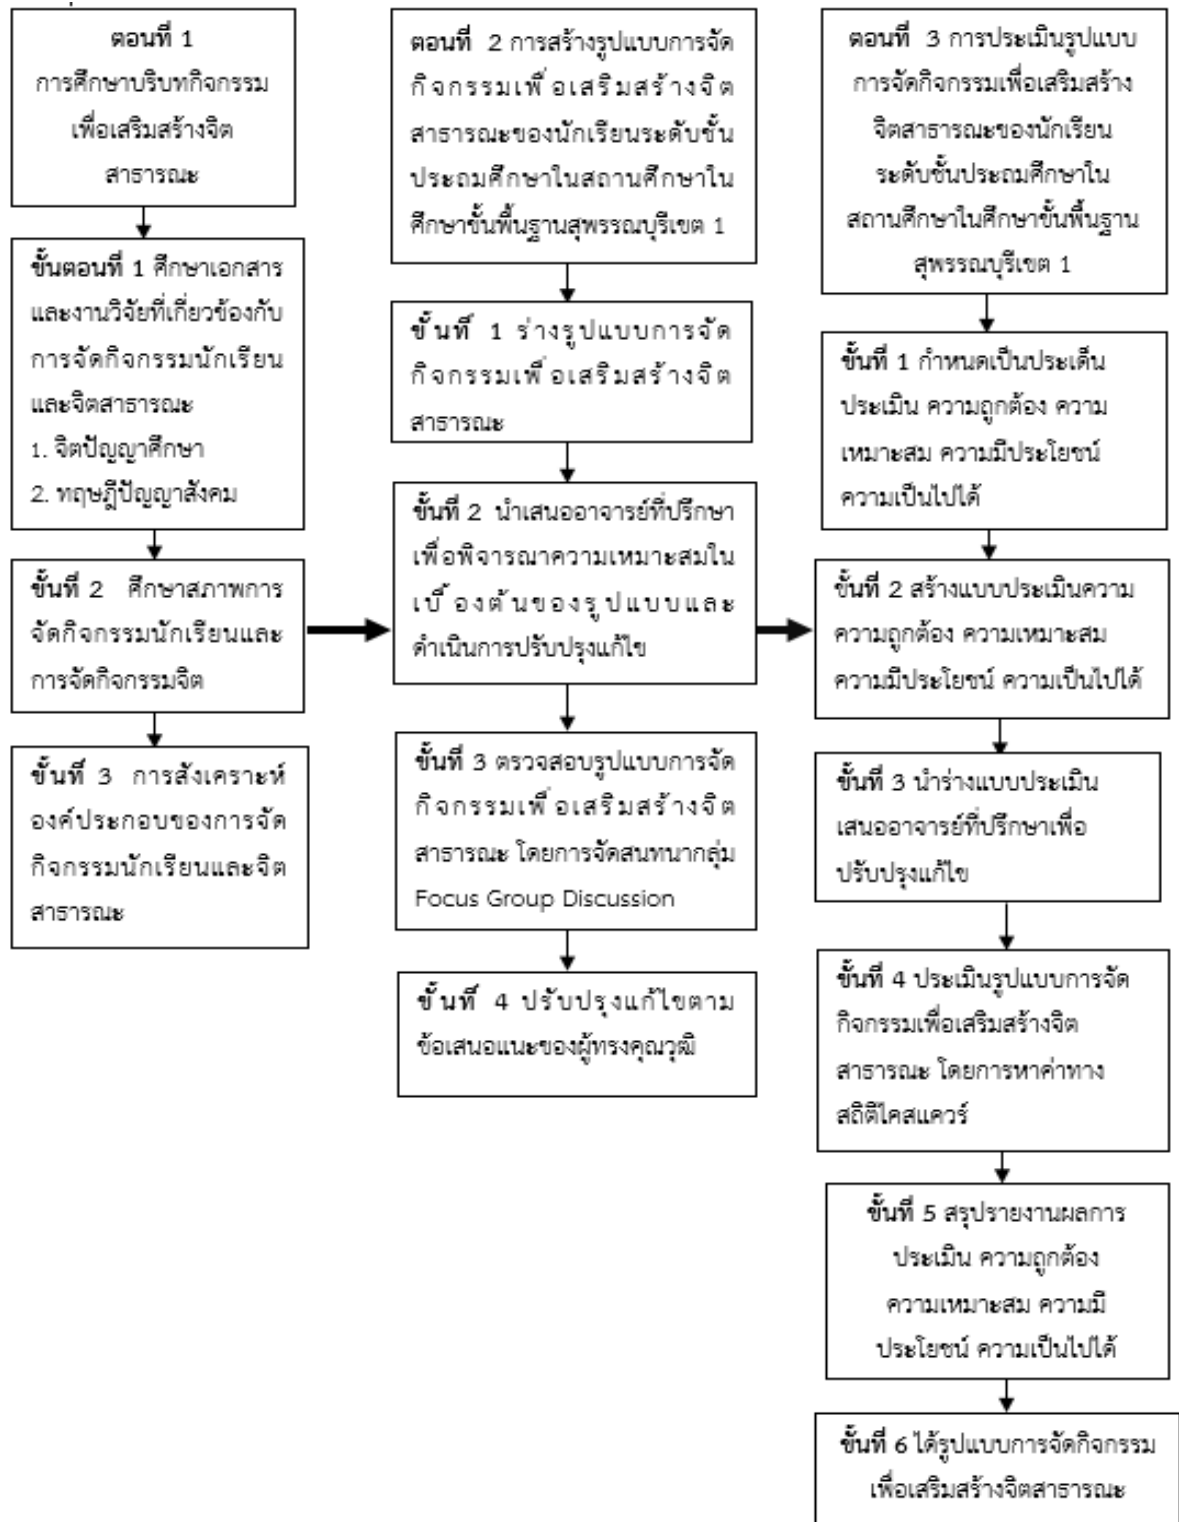 ตอนที่ 1
การศึกษาบริบทกิจกรรม
เพื่อเสริมสร้างจิต
สาธารณะ
ขั้นตอนที่ 1 ศึกษาเอกสาร
และงานวิจัยที่เกี่ยวข้องกับ
การจัดกิจกรรมนักเรียน
และจิตสาธารณะ
1. จิตปัญญาศึกษา
2. ทฤษฎีปัญญาสังคม
ขั้นที่ 2 ศึกษาสภาพการ
จัดกิจกรรมนักเรียนและ
การจัดกิจกรรมจิต
ขั้นที่ 3 การสังเคราะห์
องค์ประกอบของการจัด
กิจกรรมนักเรียนและจิต
สาธารณะ
ตอนที่ 2 การสร้างรูปแบบการจัด
กิจกรรมเพื่อเสริมสร้างจิต
สาธารณะของนักเรียนระดับชั้น
ประถมศึกษาในสถานศึกษาใน
ศึกษาขั้นพื้นฐานสุพรรณบุรีเขต 1
ขั้นที่ 1 ร่างรูปแบบการจัด
กิจกรรมเพื่อเสริมสร้างจิต
สาธารณะ
ขั้นที่ 2 นำเสนออาจารย์ที่ปรึกษา
เพื่อพิจารณาความเหมาะสมใน
เบื้องต้นของรูปแบบและ
ดำเนินการปรับปรุงแก้ไข
ขั้นที่ 3 ตรวจสอบรูปแบบการจัด
กิจกรรมเพื่อเสริมสร้างจิต
สาธารณะ โดยการจัดสนทนากลุ่ม
Focus Group Discussion
ขั้นที่ 4 ปรับปรุงแก้ไขตาม
ข้อเสนอแนะของผู้ทรงคุณวุฒิ
ตอนที่ 3 การประเมินรูปแบบ
การจัดกิจกรรมเพื่อเสริมสร้าง
จิตสาธารณะของนักเรียน
ระดับชั้นประถมศึกษาใน
สถานศึกษาในศึกษาขั้นพื้นฐาน
สุพรรณบุรีเขต 1
ขั้นที่ 1 กำหนดเป็นประเด็น
ประเมิน ความถูกต้อง ความ
เหมาะสม ความมีประโยชน์
ความเป็นไปได้
ขั้นที่ 2 สร้างแบบประเมินความ
ความถูกต้อง ความเหมาะสม
ความมีประโยชน์ ความเป็นไปได้
ขั้นที่ 3 นำร่างแบบประเมิน
เสนออาจารย์ที่ปรึกษาเพื่อ
ปรับปรุงแก้ไข
ขั้นที่ 4 ประเมินรูปแบบการจัด
กิจกรรมเพื่อเสริมสร้างจิต
สาธารณะ โดยการหาค่าทาง
สถิติไคสแควร์
ขั้นที่ 5 สรุปรายงานผลการ
ประเมิน ความถูกต้อง
ความเหมาะสม ความมี
ประโยชน์ ความเป็นไปได้
ขั้นที่ 6 ได้รูปแบบการจัดกิจกรรม
เพื่อเสริมสร้างจิตสาธารณะ